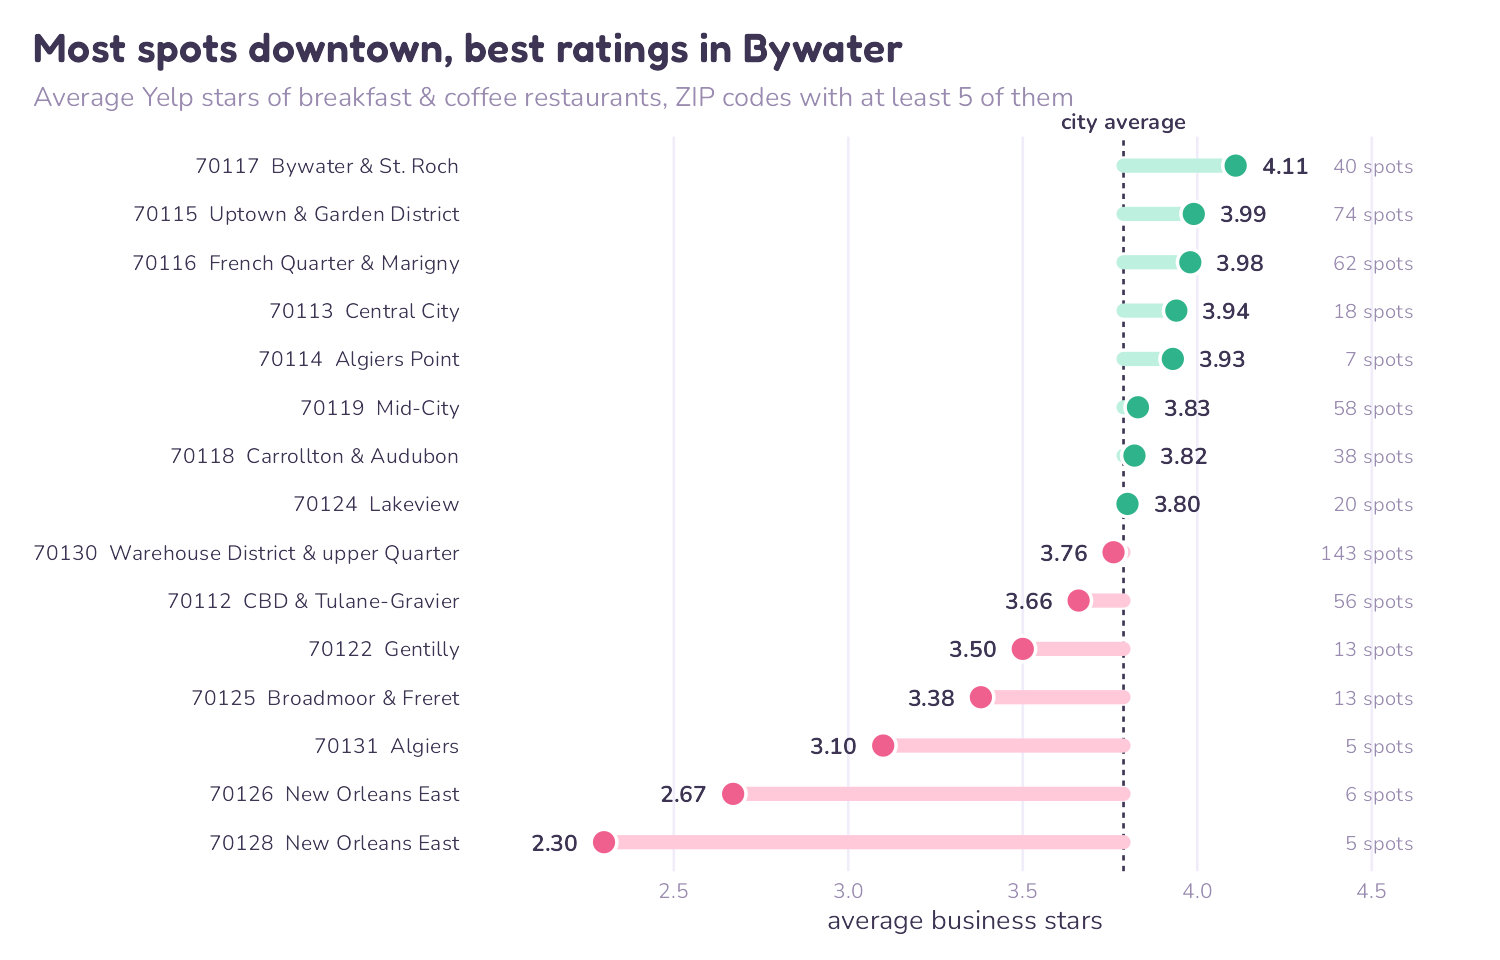 Most spots downtown, best ratings in Bywater
Average Yelp stars of breakfast & coffee restaurants, ZIP codes with at least 5 of them
city average
70117 Bywater & St. Roch 4.11 40 spots
70115 Uptown & Garden District 3.99 74 spots
70116 French Quarter & Marigny 3.98 62 spots
70113 Central City 3.94 18 spots
70114 Algiers Point 3.93 7 spots
70119 Mid-City 3.83 58 spots
70118 Carrollton & Audubon 3.82 38 spots
70124 Lakeview 3.80 20 spots
70130 Warehouse District & upper Quarter 3.76 143 spots
70112 CBD & Tulane-Gravier 3.66 56 spots
70122 Gentilly 3.50 13 spots
70125 Broadmoor & Freret 3.38 13 spots
70131 Algiers 3.10 5 spots
70126 New Orleans East 2.67 6 spots
70128 New Orleans East 2.30 5 spots
2.5 3.0 3.5 4.0 4.5
average business stars